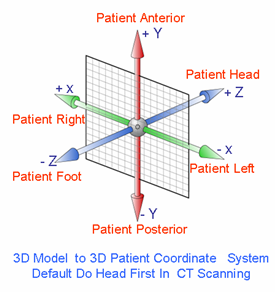 Patient Anterior
+ Y
Patient Head
+ x
+ Z
Patient Right
- x
- Z
Patient Left
Patient Foot
- Y
Patient Posterior
3D Model to 3D Patient Coordinate System
Default Do Head First In CT Scanning